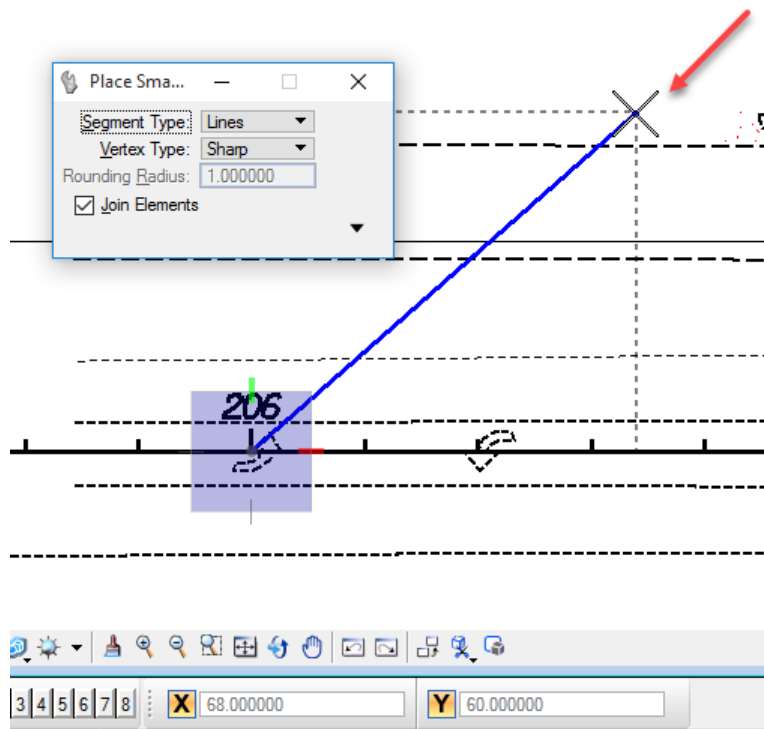 Place Sma...
Segment Type: Lines
Vertex Type: Sharp
Rounding Radius: 1.000000
Join Elements
206
3 4 5 6 7 8
X 68.000000 Y 60.000000